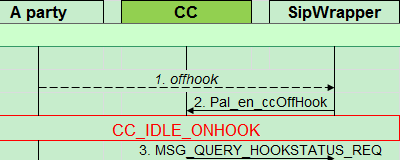 A party CC SipWrapper
1. offhook
2. Pal_en_ccOffHook
CC_IDLE_ONHOOK
3. MSG_QUERY_HOOKSTATUS_REQ